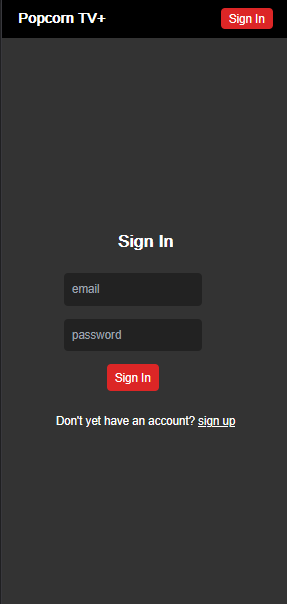 Popcorn TV+ Sign In
Sign In
email
password
Sign In
Don't yet have an account? sign up